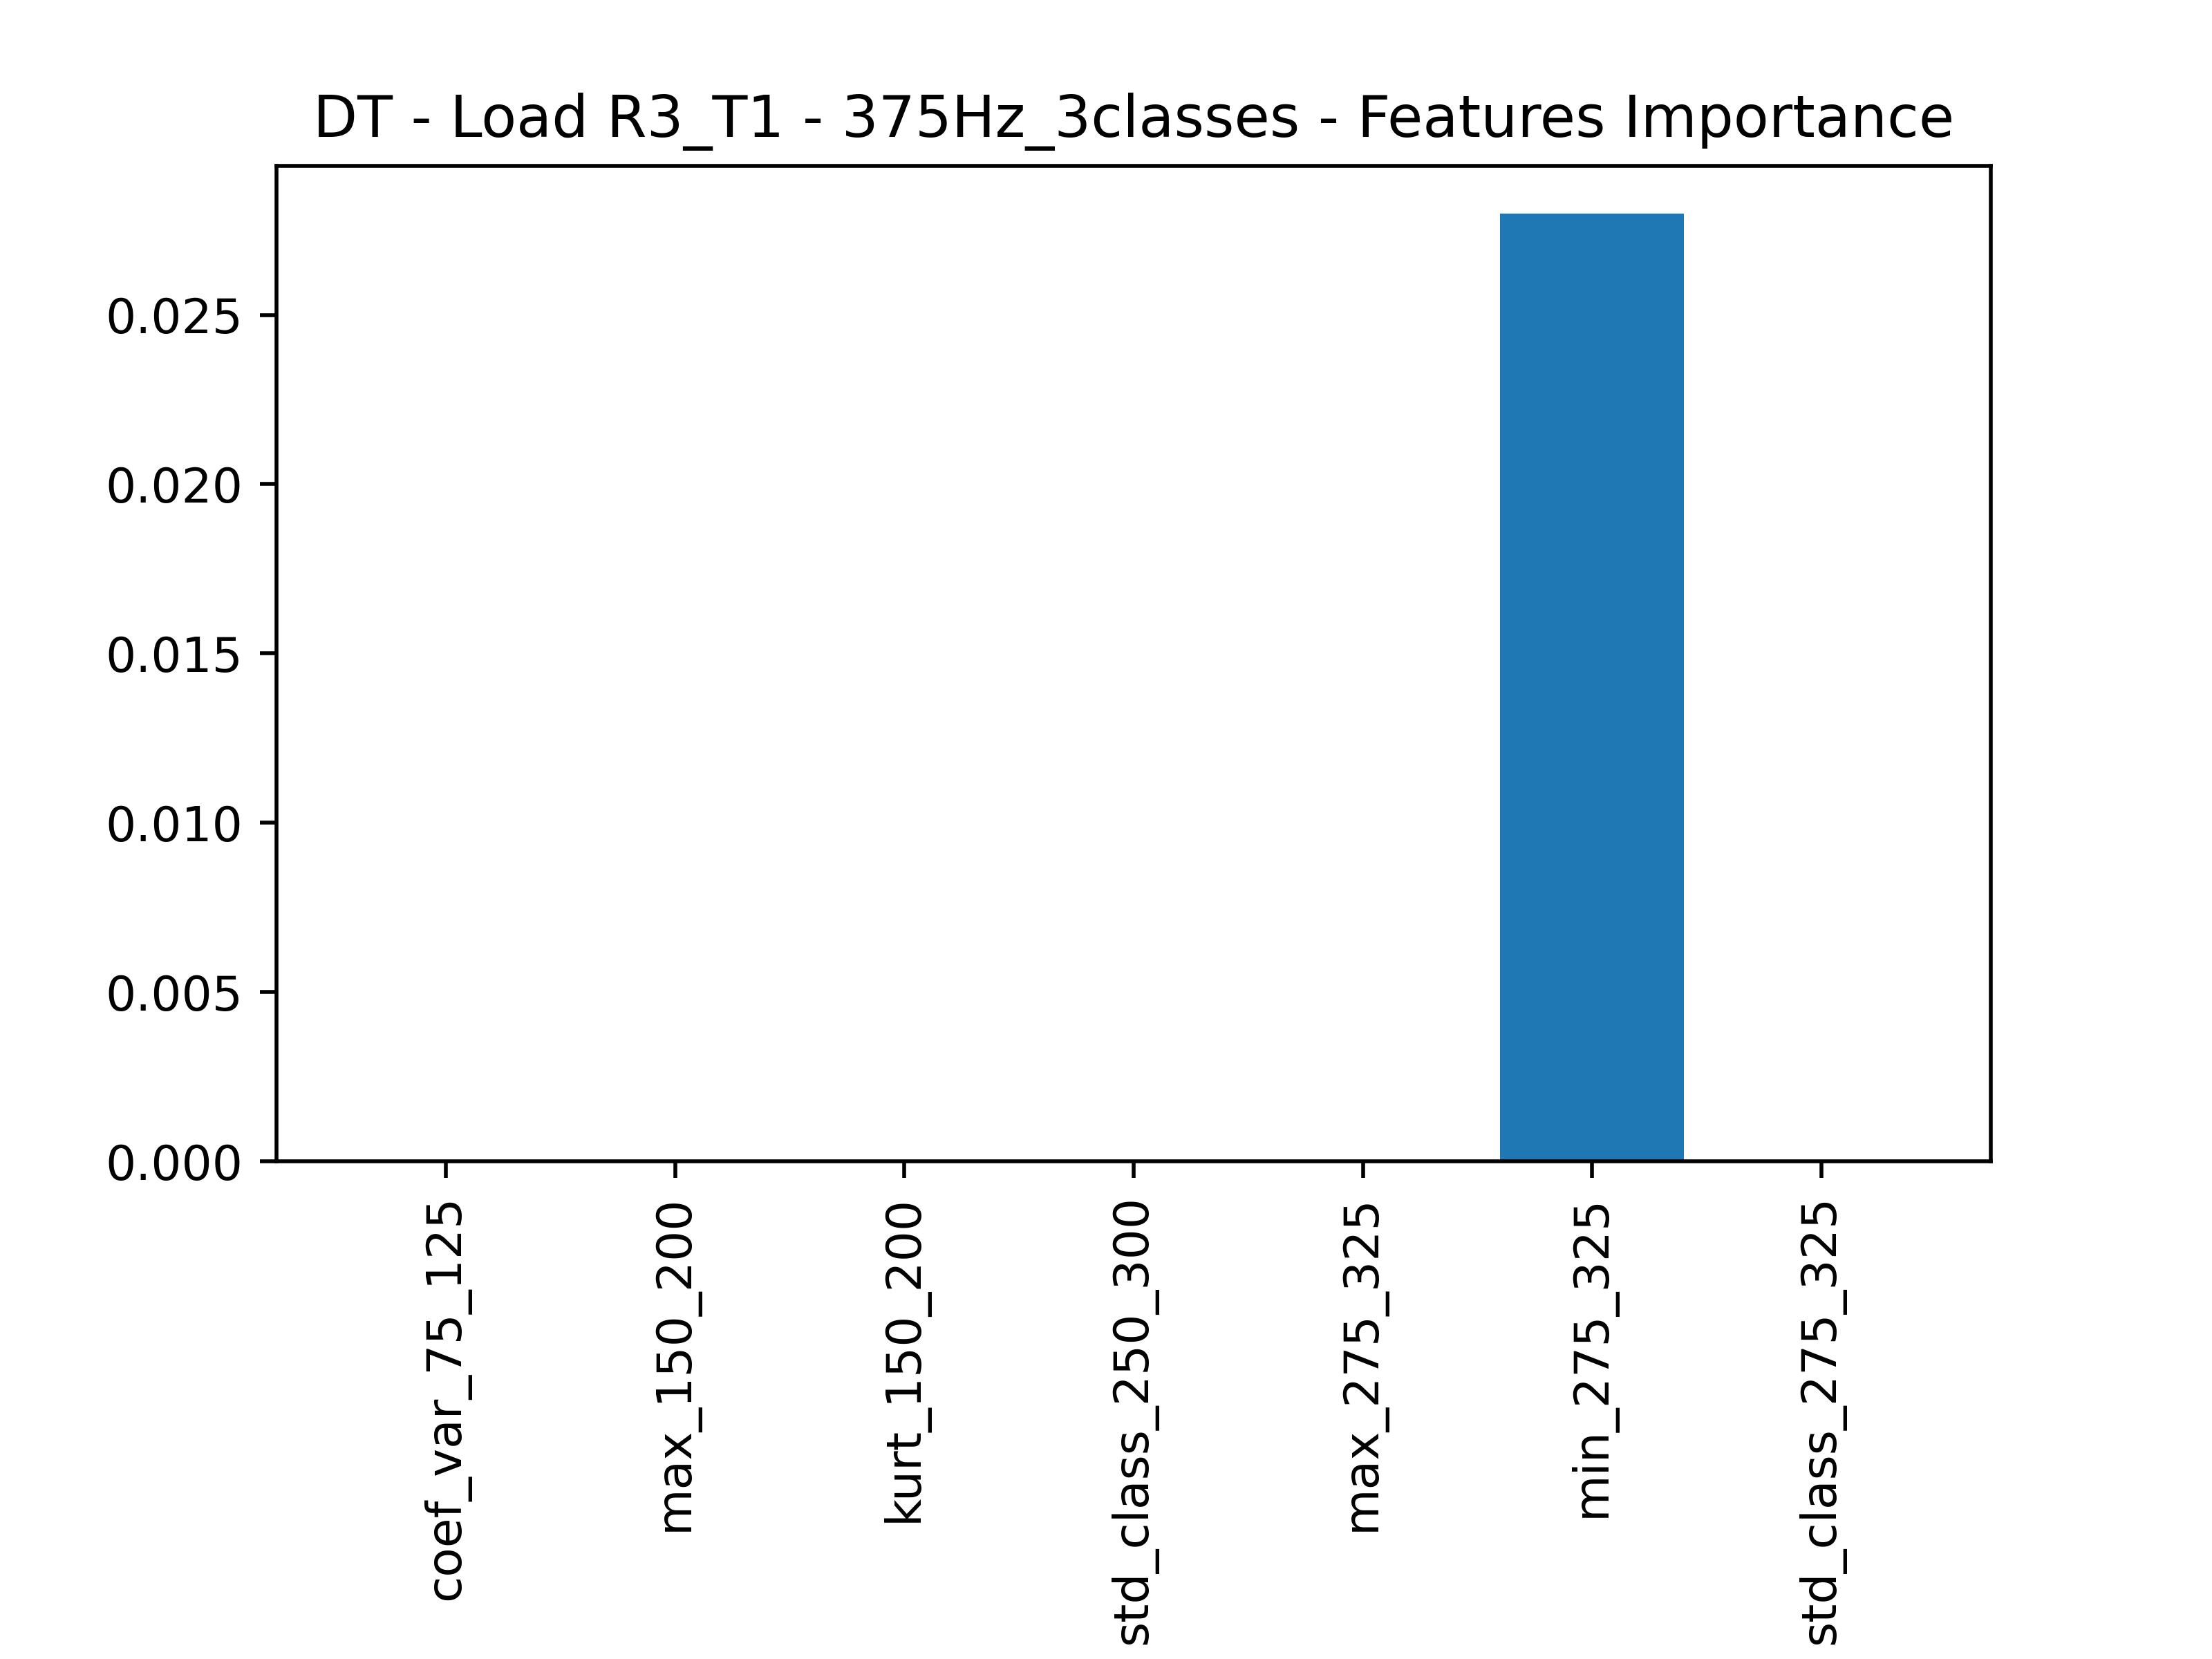 DT - Load R3_T1 - 375Hz_3classes - Features Importance
0.025
0.020
0.015
0.010
0.005
0.000
coef_var_75_125
max_150_200
kurt_150_200
std_class_250_300
max_275_325
min_275_325
std_class_275_325